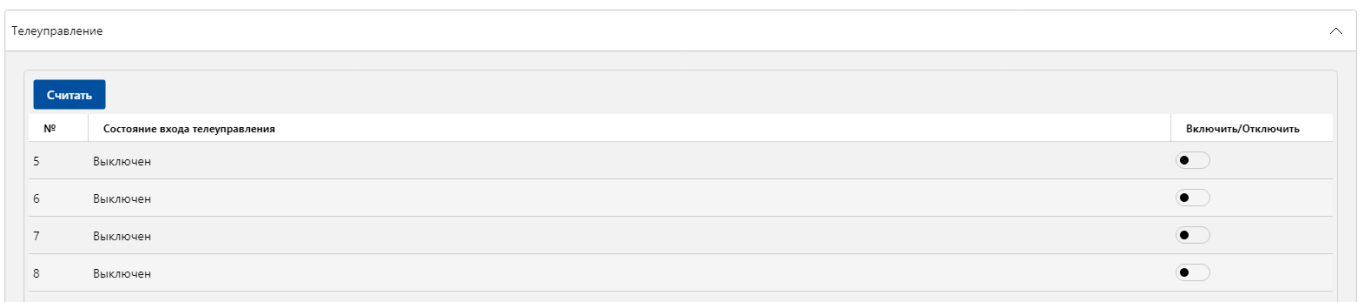 Телеуправление
Считать
№ Состояние входа телеуправления Включить/Отключить
5 Выключен
6 Выключен
7 Выключен
8 Выключен